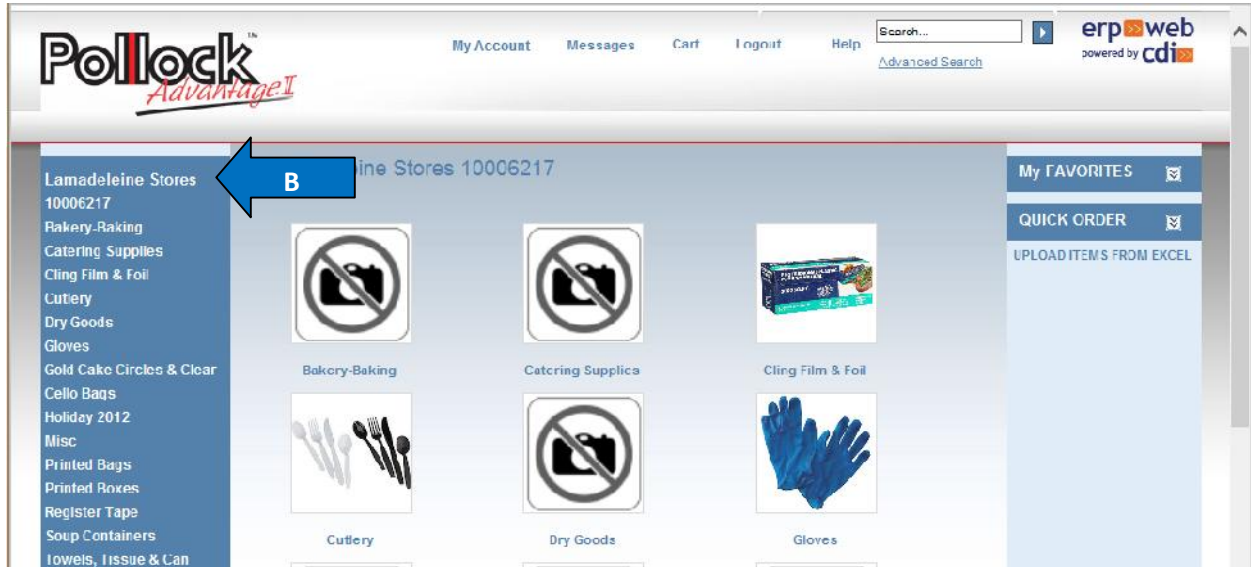 Pollock™
Advantage II
My Account Messages Cart Logout Help
Search...
Advanced Search
erp web
powered by cdi
Lamadeleine Stores
10006217
Bakery-Baking
Catering Supplies
Cling Film & Foil
Cutlery
Dry Goods
Gloves
Gold Cake Circles & Clear
Cello Bags
Holiday 2012
Misc
Printed Bags
Printed Boxes
Register Tape
Soup Containers
Towels, Tissue & Can
B
ine Stores 10006217
Bakery-Baking Catering Supplies Cling Film & Foil
Cutlery Dry Goods Gloves
My FAVORITES
QUICK ORDER
UPLOAD ITEMS FROM EXCEL